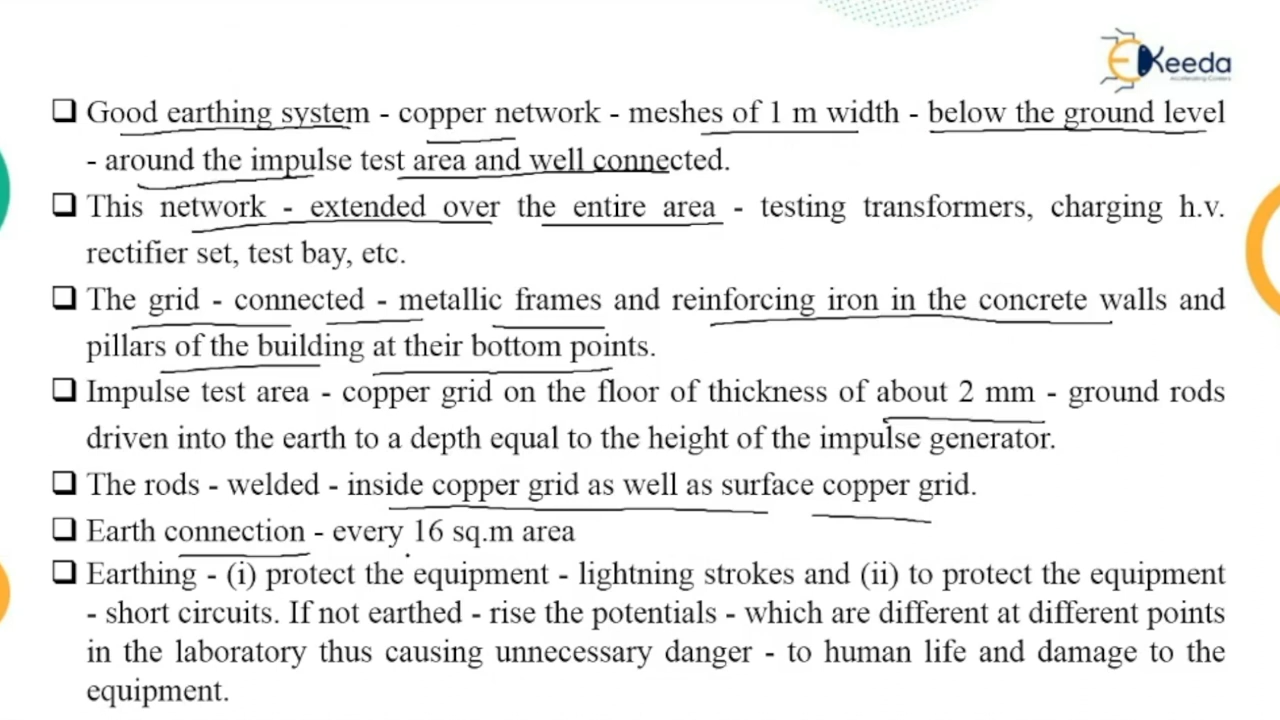 EKeeda
Accelerating Careers
❑ Good earthing system - copper network - meshes of 1 m width - below the ground level
- around the impulse test area and well connected.
❑ This network - extended over the entire area - testing transformers, charging h.v.
rectifier set, test bay, etc.
❑ The grid - connected - metallic frames and reinforcing iron in the concrete walls and
pillars of the building at their bottom points.
❑ Impulse test area - copper grid on the floor of thickness of about 2 mm - ground rods
driven into the earth to a depth equal to the height of the impulse generator.
❑ The rods - welded - inside copper grid as well as surface copper grid.
❑ Earth connection - every 16 sq.m area
❑ Earthing - (i) protect the equipment - lightning strokes and (ii) to protect the equipment
- short circuits. If not earthed - rise the potentials - which are different at different points
in the laboratory thus causing unnecessary danger - to human life and damage to the
equipment.